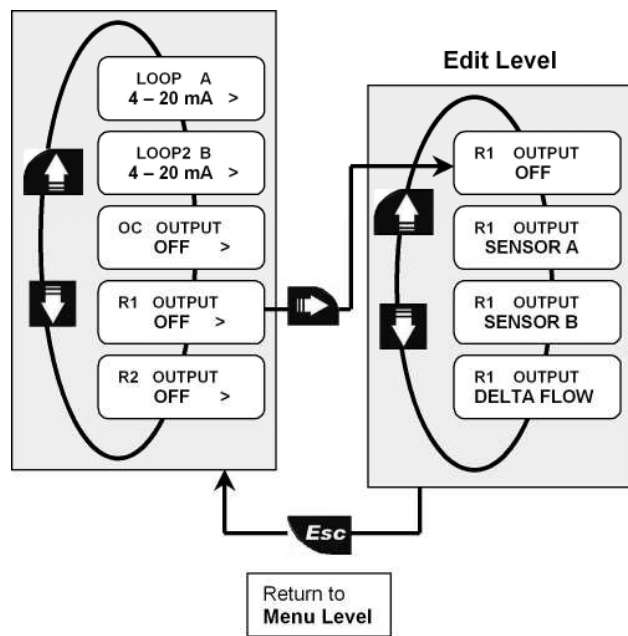 LOOP A
4 – 20 mA >
LOOP2 B
4 – 20 mA >
OC OUTPUT
OFF >
R1 OUTPUT
OFF >
R2 OUTPUT
OFF >
Edit Level
R1 OUTPUT
OFF
R1 OUTPUT
SENSOR A
R1 OUTPUT
SENSOR B
R1 OUTPUT
DELTA FLOW
Esc
Return to
Menu Level